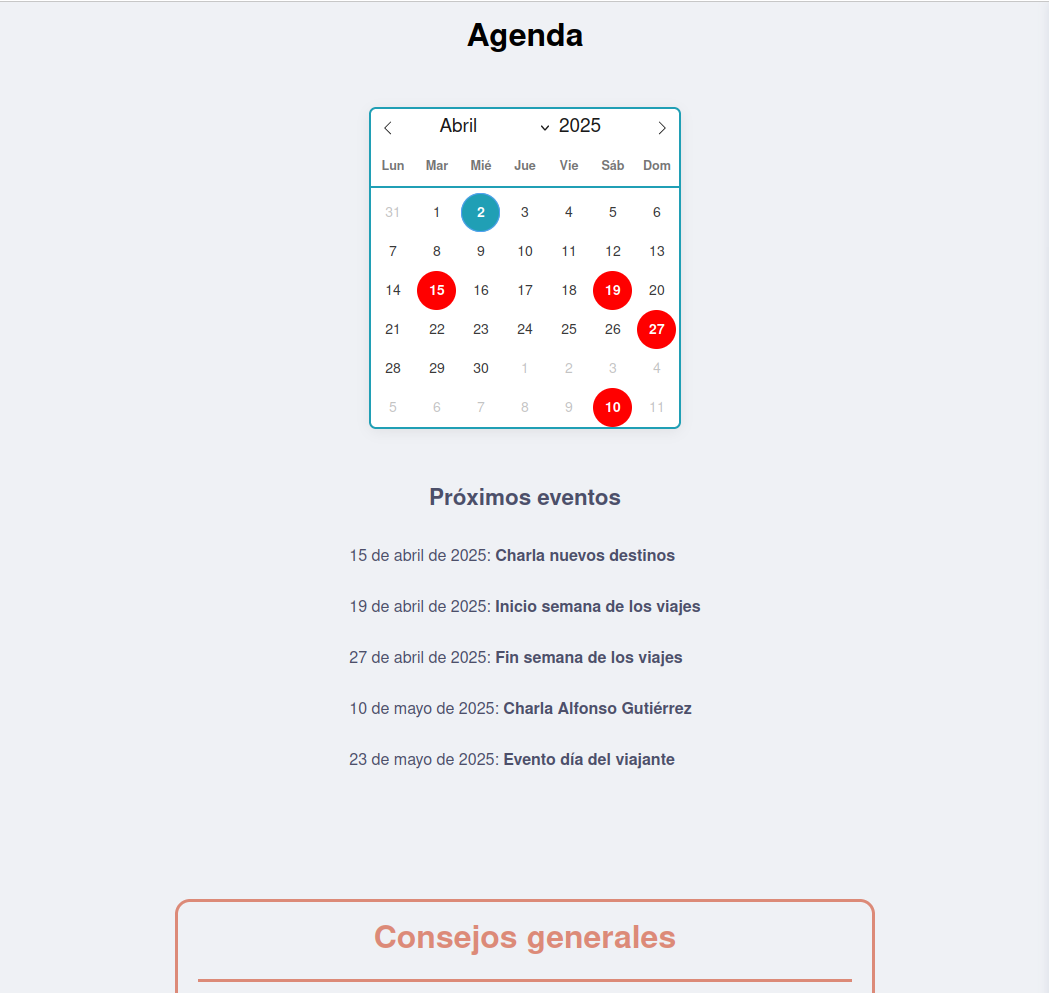 Agenda
Abril 2025
Lun Mar Mié Jue Vie Sáb Dom
31 1 2 3 4 5 6
7 8 9 10 11 12 13
14 15 16 17 18 19 20
21 22 23 24 25 26 27
28 29 30 1 2 3 4
5 6 7 8 9 10 11
Próximos eventos
15 de abril de 2025: Charla nuevos destinos
19 de abril de 2025: Inicio semana de los viajes
27 de abril de 2025: Fin semana de los viajes
10 de mayo de 2025: Charla Alfonso Gutiérrez
23 de mayo de 2025: Evento día del viajante
Consejos generales